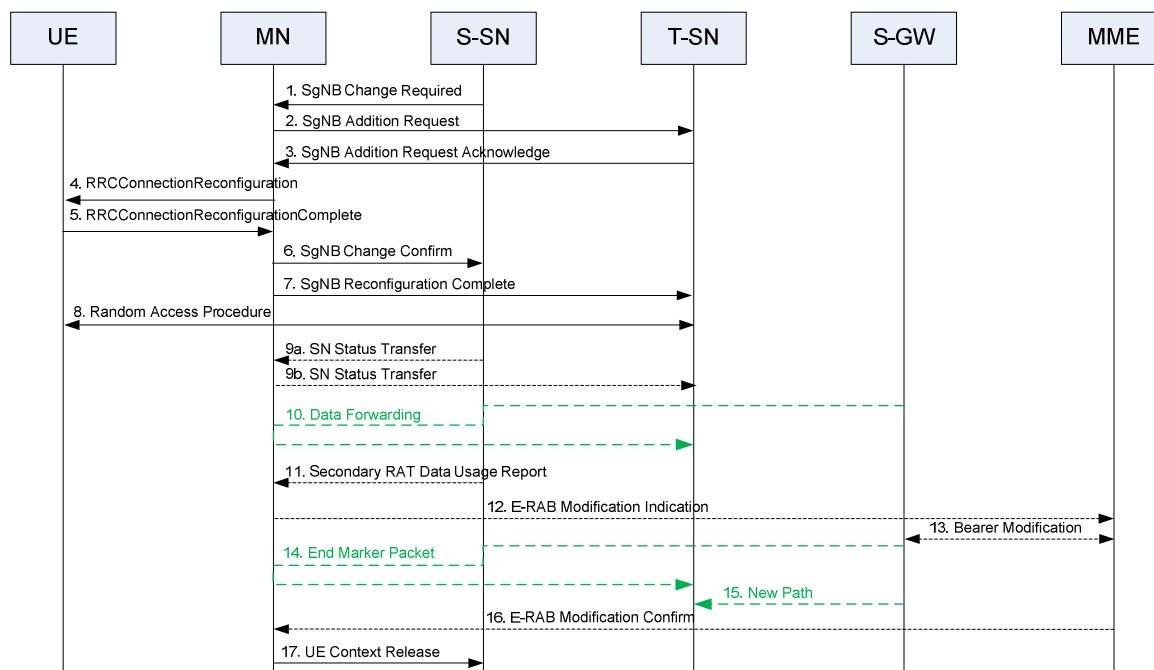 UE
MN
S-SN
T-SN
S-GW
MME
1. SgNB Change Required
2. SgNB Addition Request
3. SgNB Addition Request Acknowledge
4. RRCConnectionReconfiguration
5. RRCConnectionReconfigurationComplete
6. SgNB Change Confirm
7. SgNB Reconfiguration Complete
8. Random Access Procedure
9a. SN Status Transfer
9b. SN Status Transfer
10. Data Forwarding
11. Secondary RAT Data Usage Report
12. E-RAB Modification Indication
13. Bearer Modification
14. End Marker Packet
15. New Path
16. E-RAB Modification Confirm
17. UE Context Release